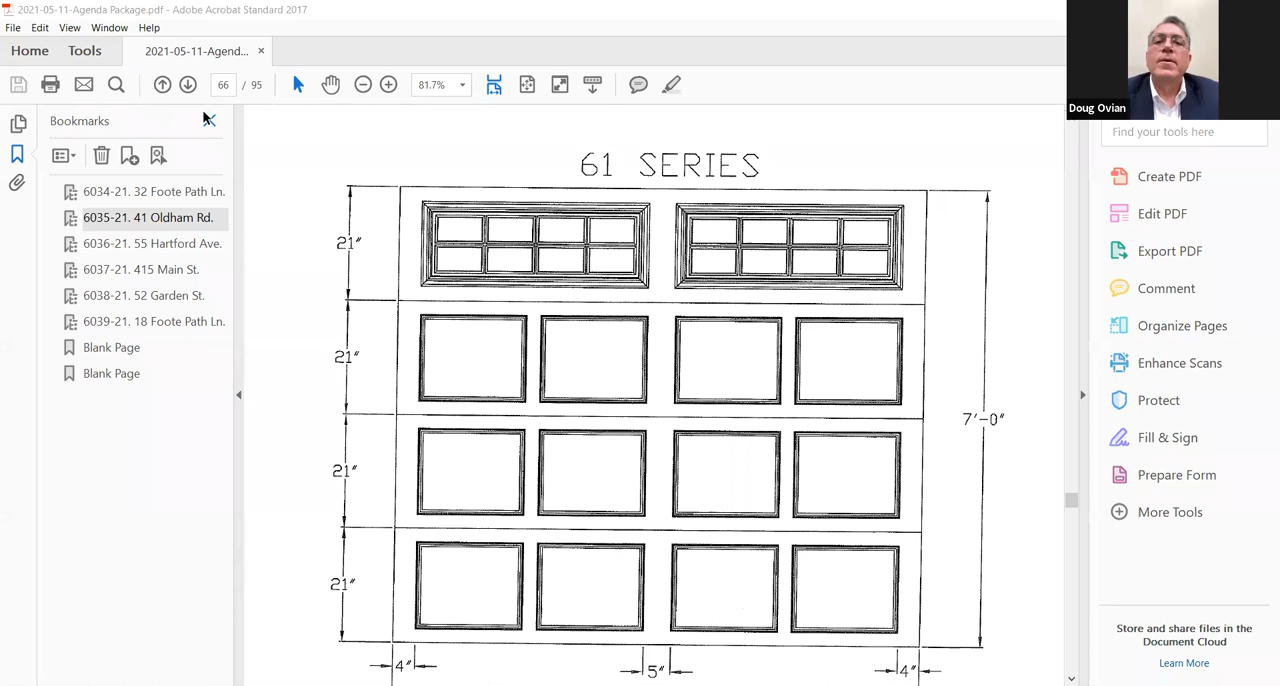 2021-05-11-Agenda Package.pdf - Adobe Acrobat Standard 2017
File Edit View Window Help
Home Tools 2021-05-11-Agend... ×
66 / 95 81.7%
Doug Ovian
Bookmarks
6034-21. 32 Foote Path Ln.
6035-21. 41 Oldham Rd.
6036-21. 55 Hartford Ave.
6037-21. 415 Main St.
6038-21. 52 Garden St.
6039-21. 18 Foote Path Ln.
Blank Page
Blank Page
61 SERIES
21"
21"
21"
21"
7'-0"
4" 5" 4"
Find your tools here
Create PDF
Edit PDF
Export PDF
Comment
Organize Pages
Enhance Scans
Protect
Fill & Sign
Prepare Form
More Tools
Store and share files in the
Document Cloud
Learn More